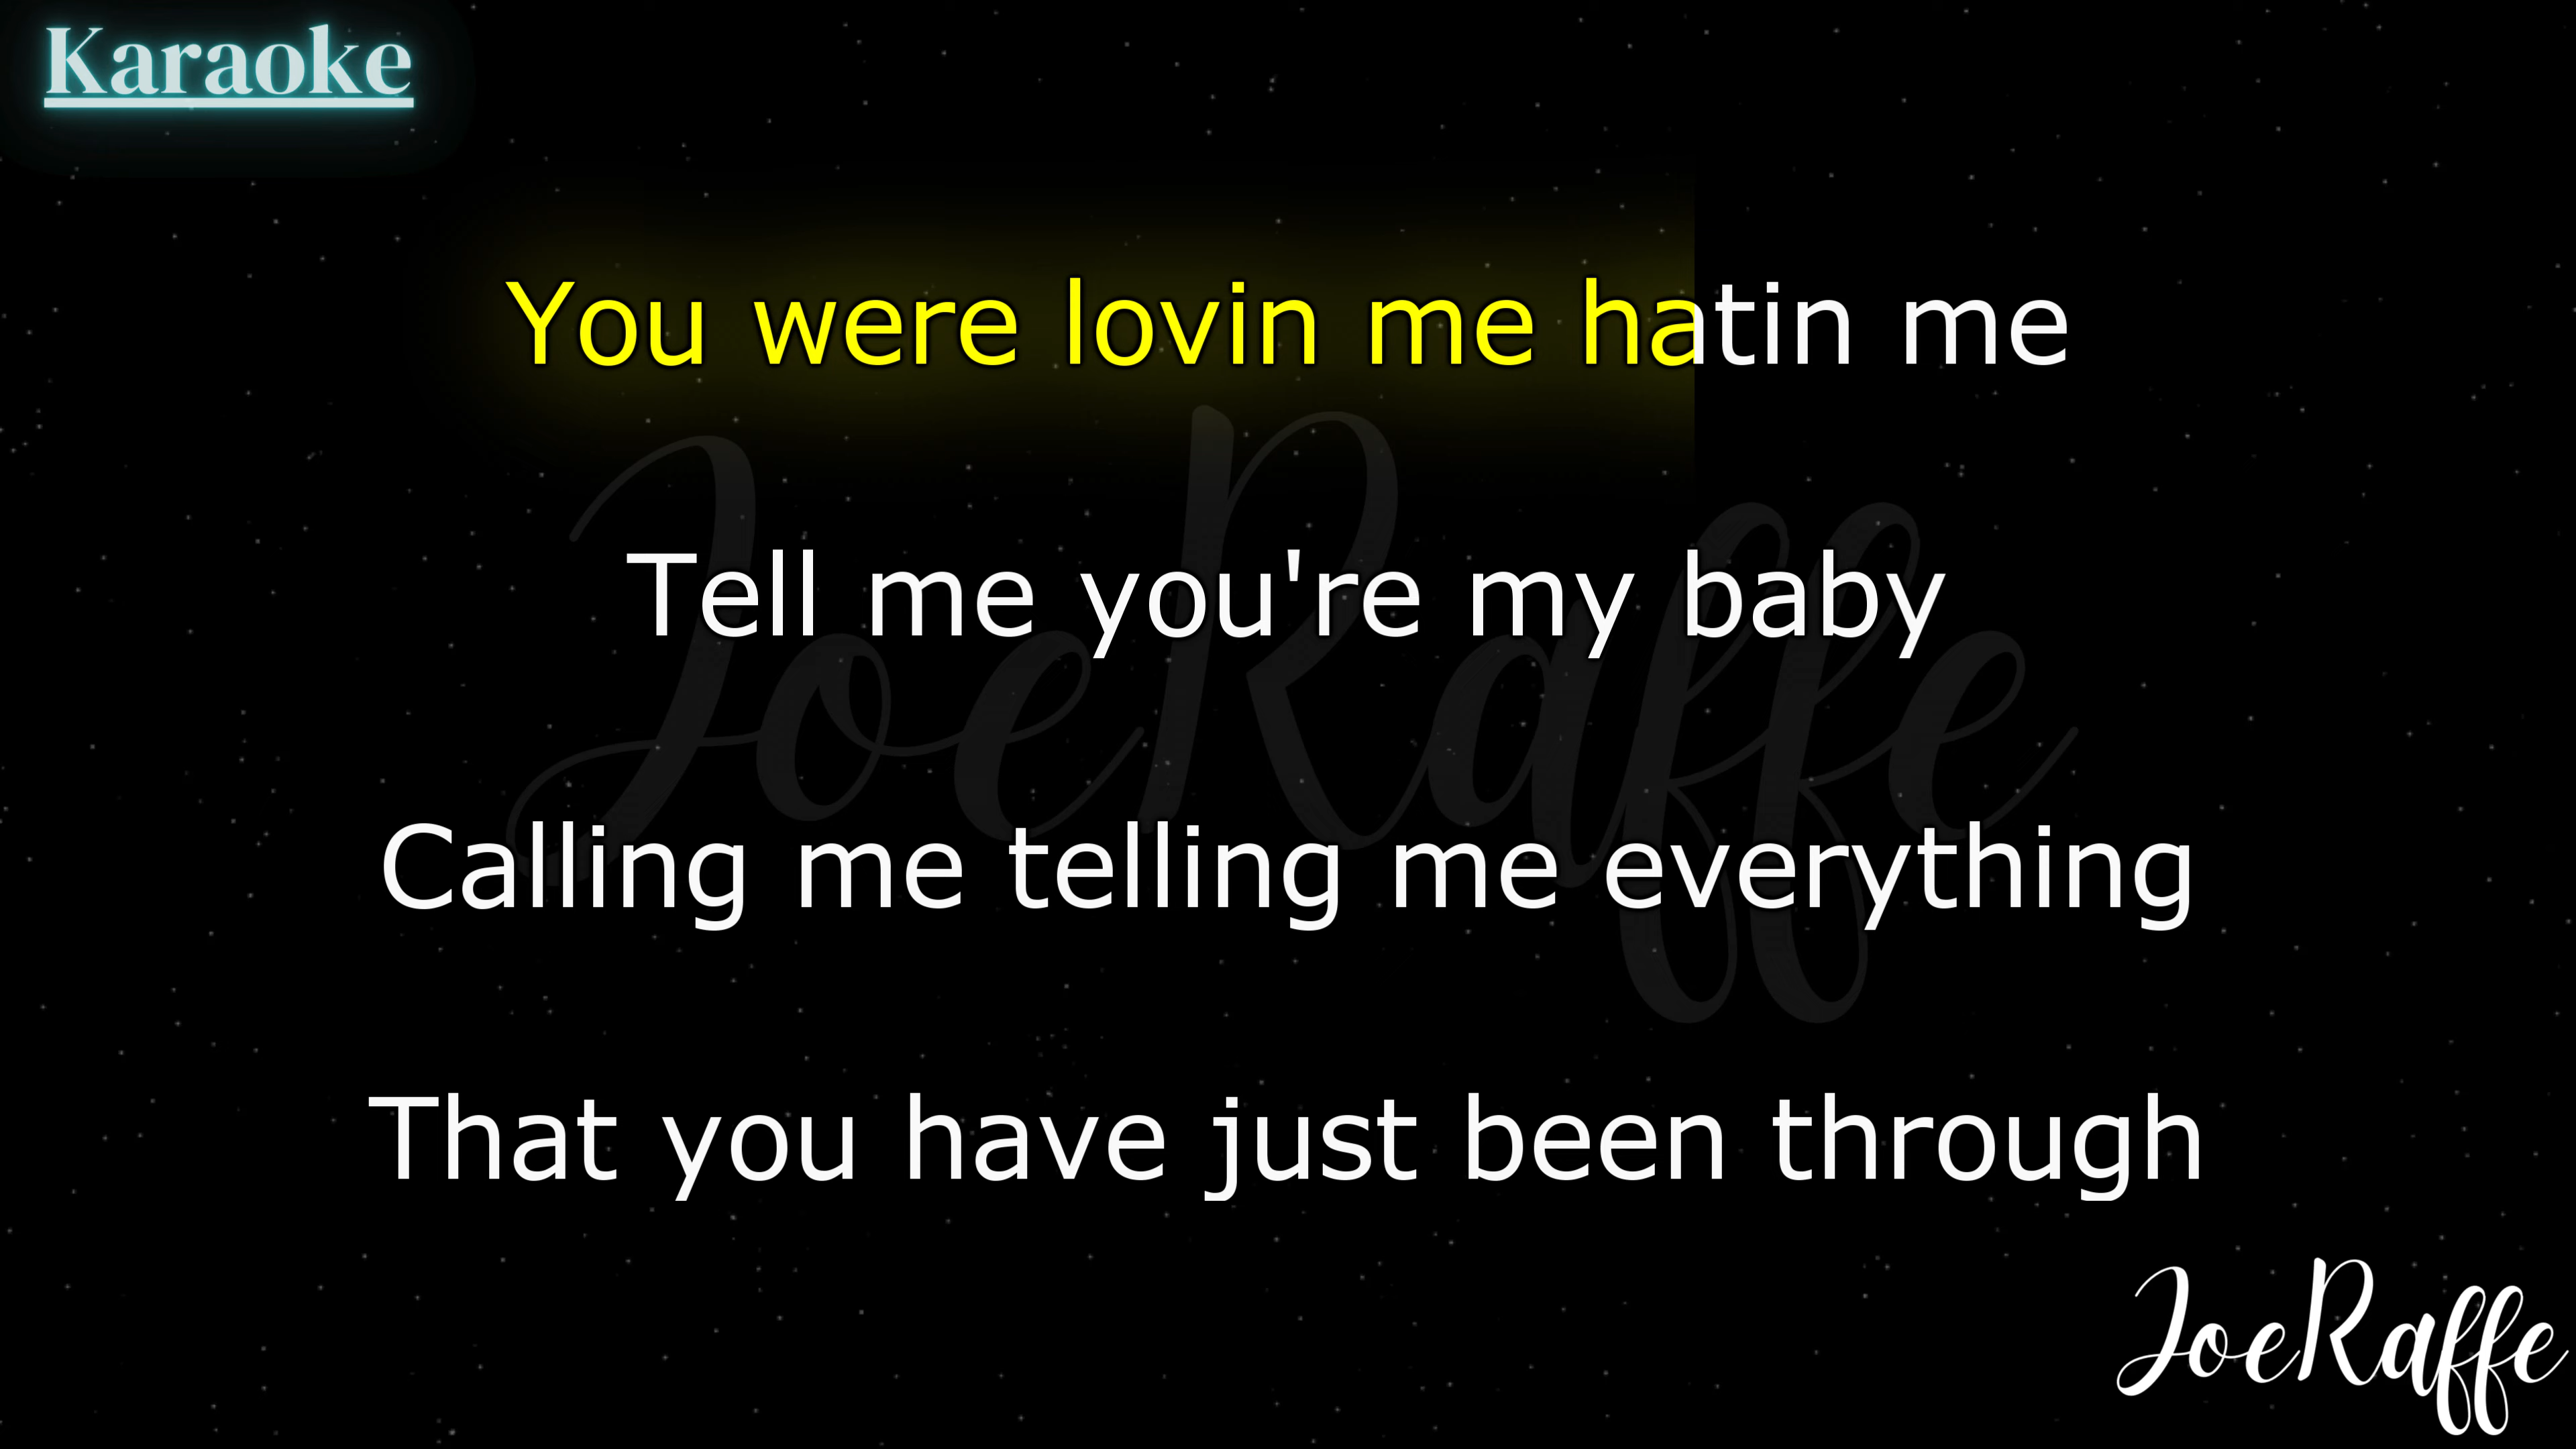 Karaoke
You were lovin me hatin me
Tell me you're my baby
Calling me telling me everything
That you have just been through
JoeRaffe
JoeRaffe